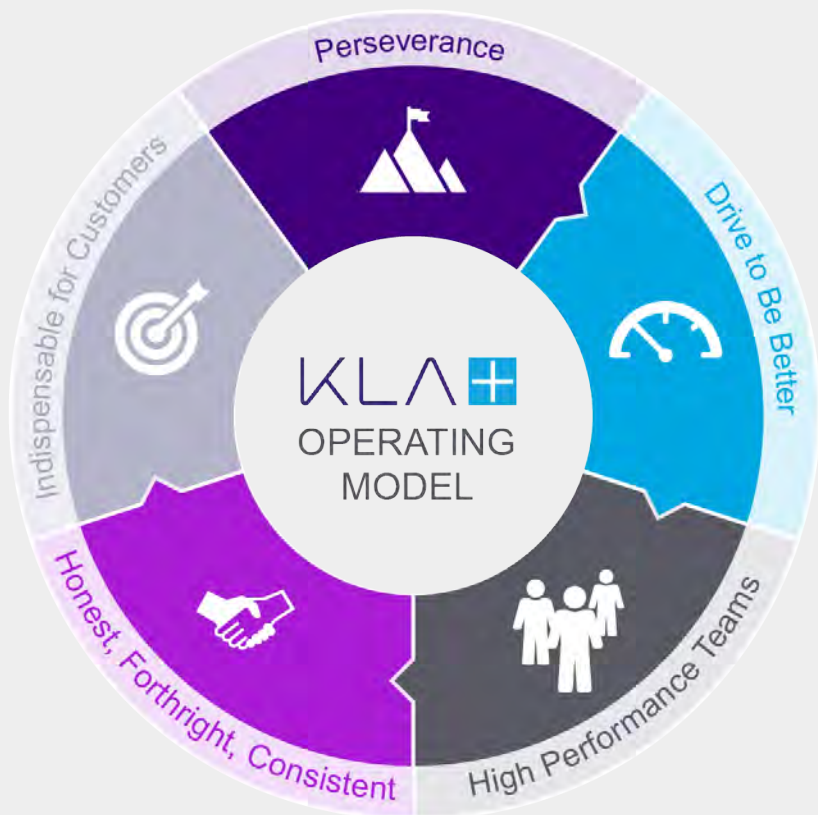 Perseverance
Drive to Be Better
High Performance Teams
Honest, Forthright, Consistent
Indispensable for Customers
KLA+
OPERATING
MODEL